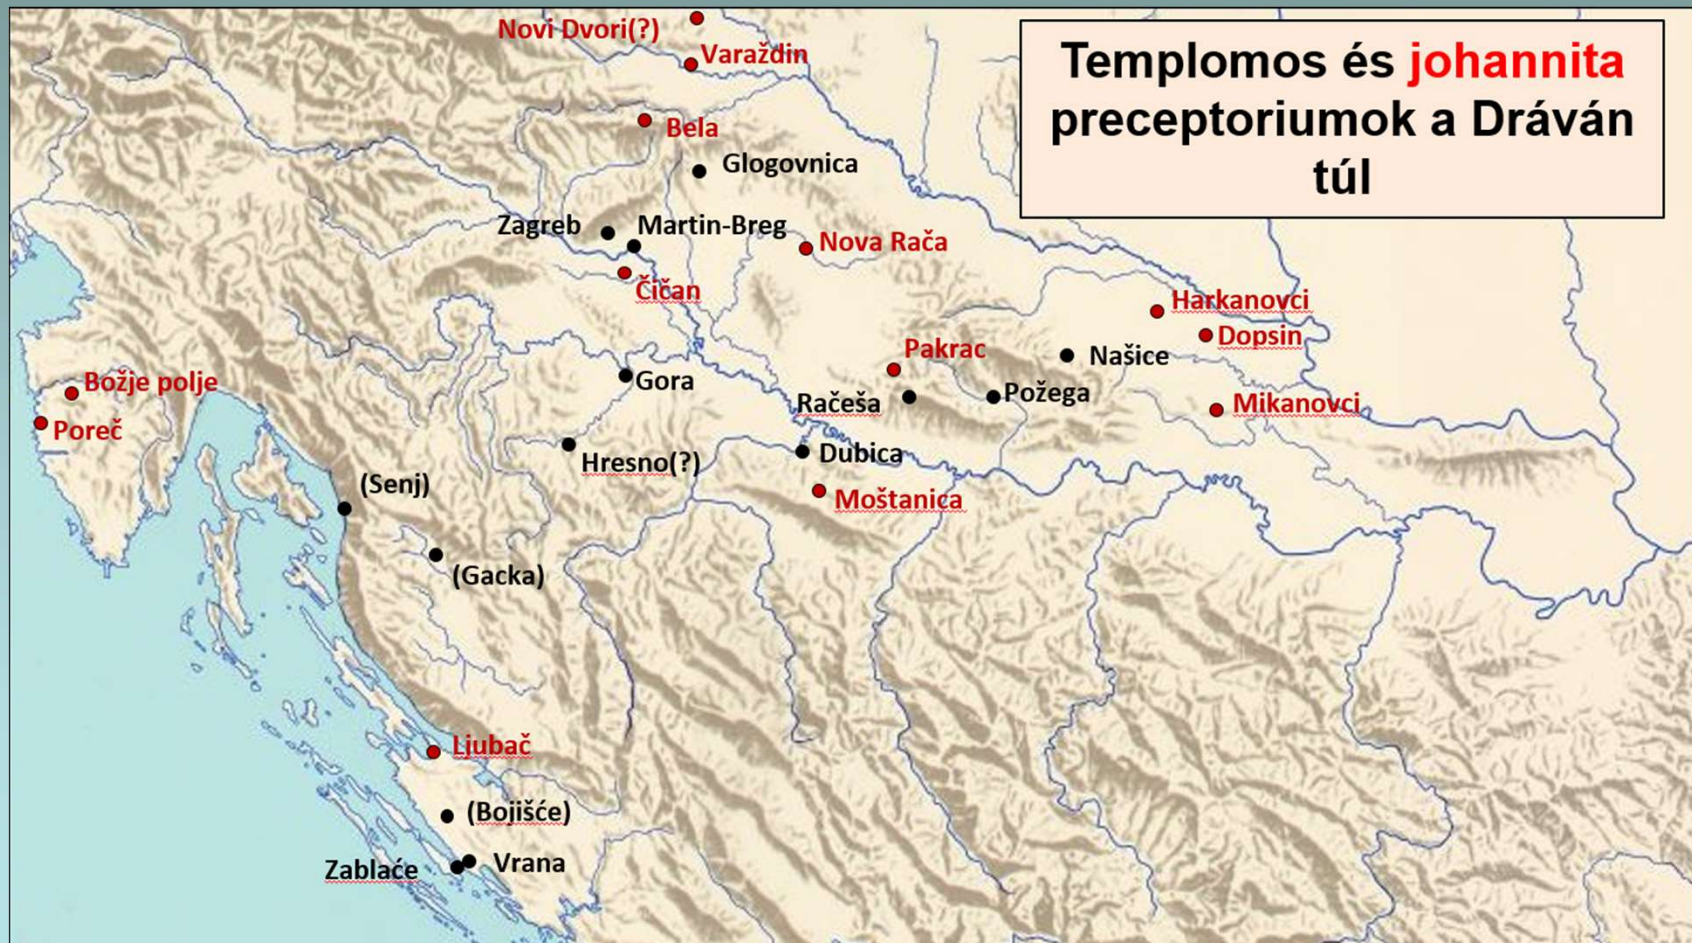 Novi Dvori(?)
Templomos és johannita
preceptoriumok a Dráván
túl
Varaždin
Bela
Glogovnica
Zagreb
Martin-Breg
Nova Rača
Čičan
Harkanovci
Dopsin
Pakrac
Našice
Božje polje
Gora
Požega
Račeša
Mikanovci
Poreč
Dubica
Hresno(?)
(Senj)
Moštanica
(Gacka)
Ljubač
(Bojišće)
Vrana
Zablaće